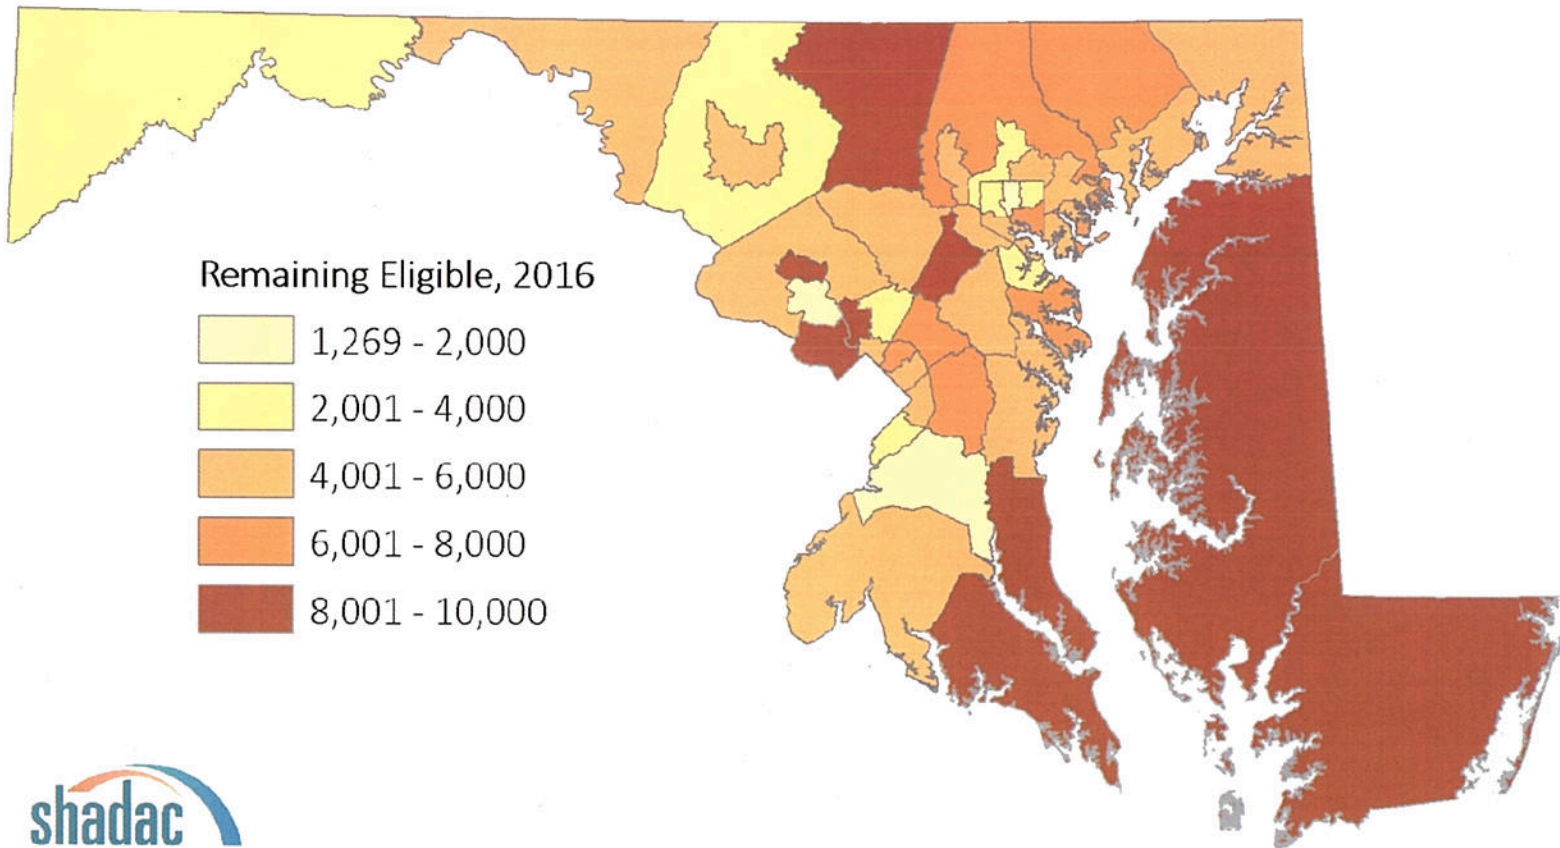 Remaining Eligible, 2016
1,269 - 2,000
2,001 - 4,000
4,001 - 6,000
6,001 - 8,000
8,001 - 10,000
shadac